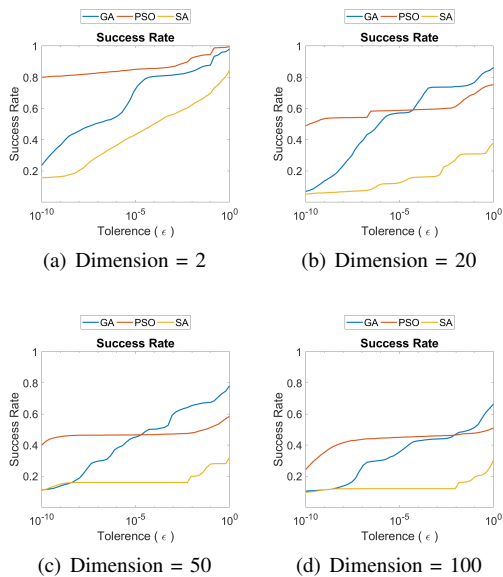 GA PSO SA GA PSO SA
Success Rate Success Rate
1 1
0.8 0.8
0.6 0.6
0.4 0.4
0.2 0.2
Success Rate Success Rate
10^-10 10^-5 10^0 10^-10 10^-5 10^0
Tolerence ( ϵ ) Tolerence ( ϵ )
(a) Dimension = 2 (b) Dimension = 20
GA PSO SA GA PSO SA
Success Rate Success Rate
1 1
0.8 0.8
0.6 0.6
0.4 0.4
0.2 0.2
Success Rate Success Rate
10^-10 10^-5 10^0 10^-10 10^-5 10^0
Tolerence ( ϵ ) Tolerence ( ϵ )
(c) Dimension = 50 (d) Dimension = 100